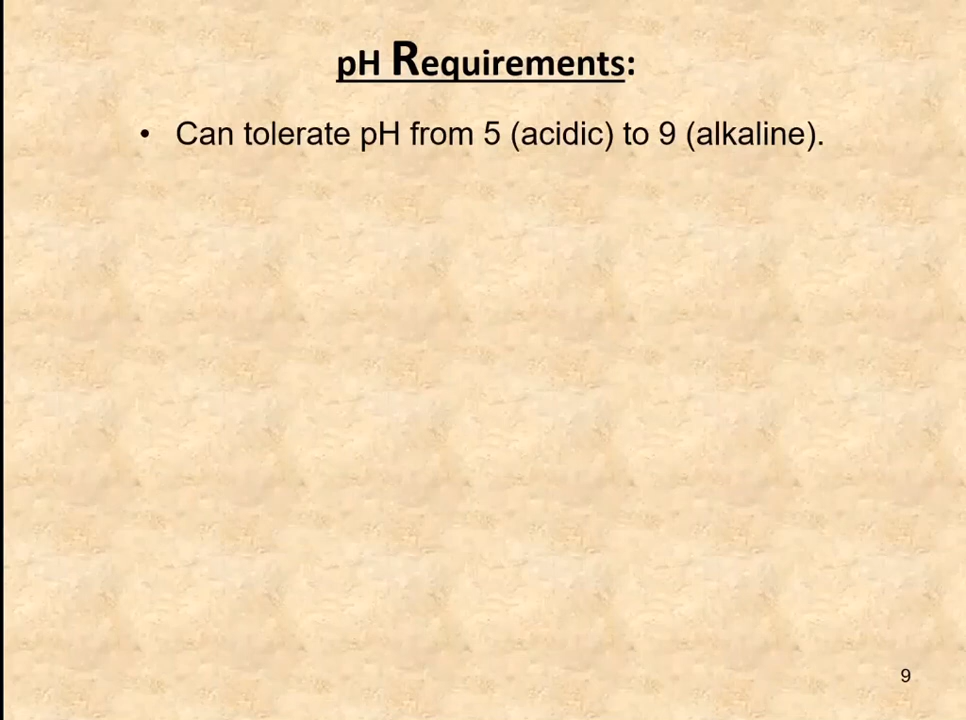 pH Requirements:
• Can tolerate pH from 5 (acidic) to 9 (alkaline).
9